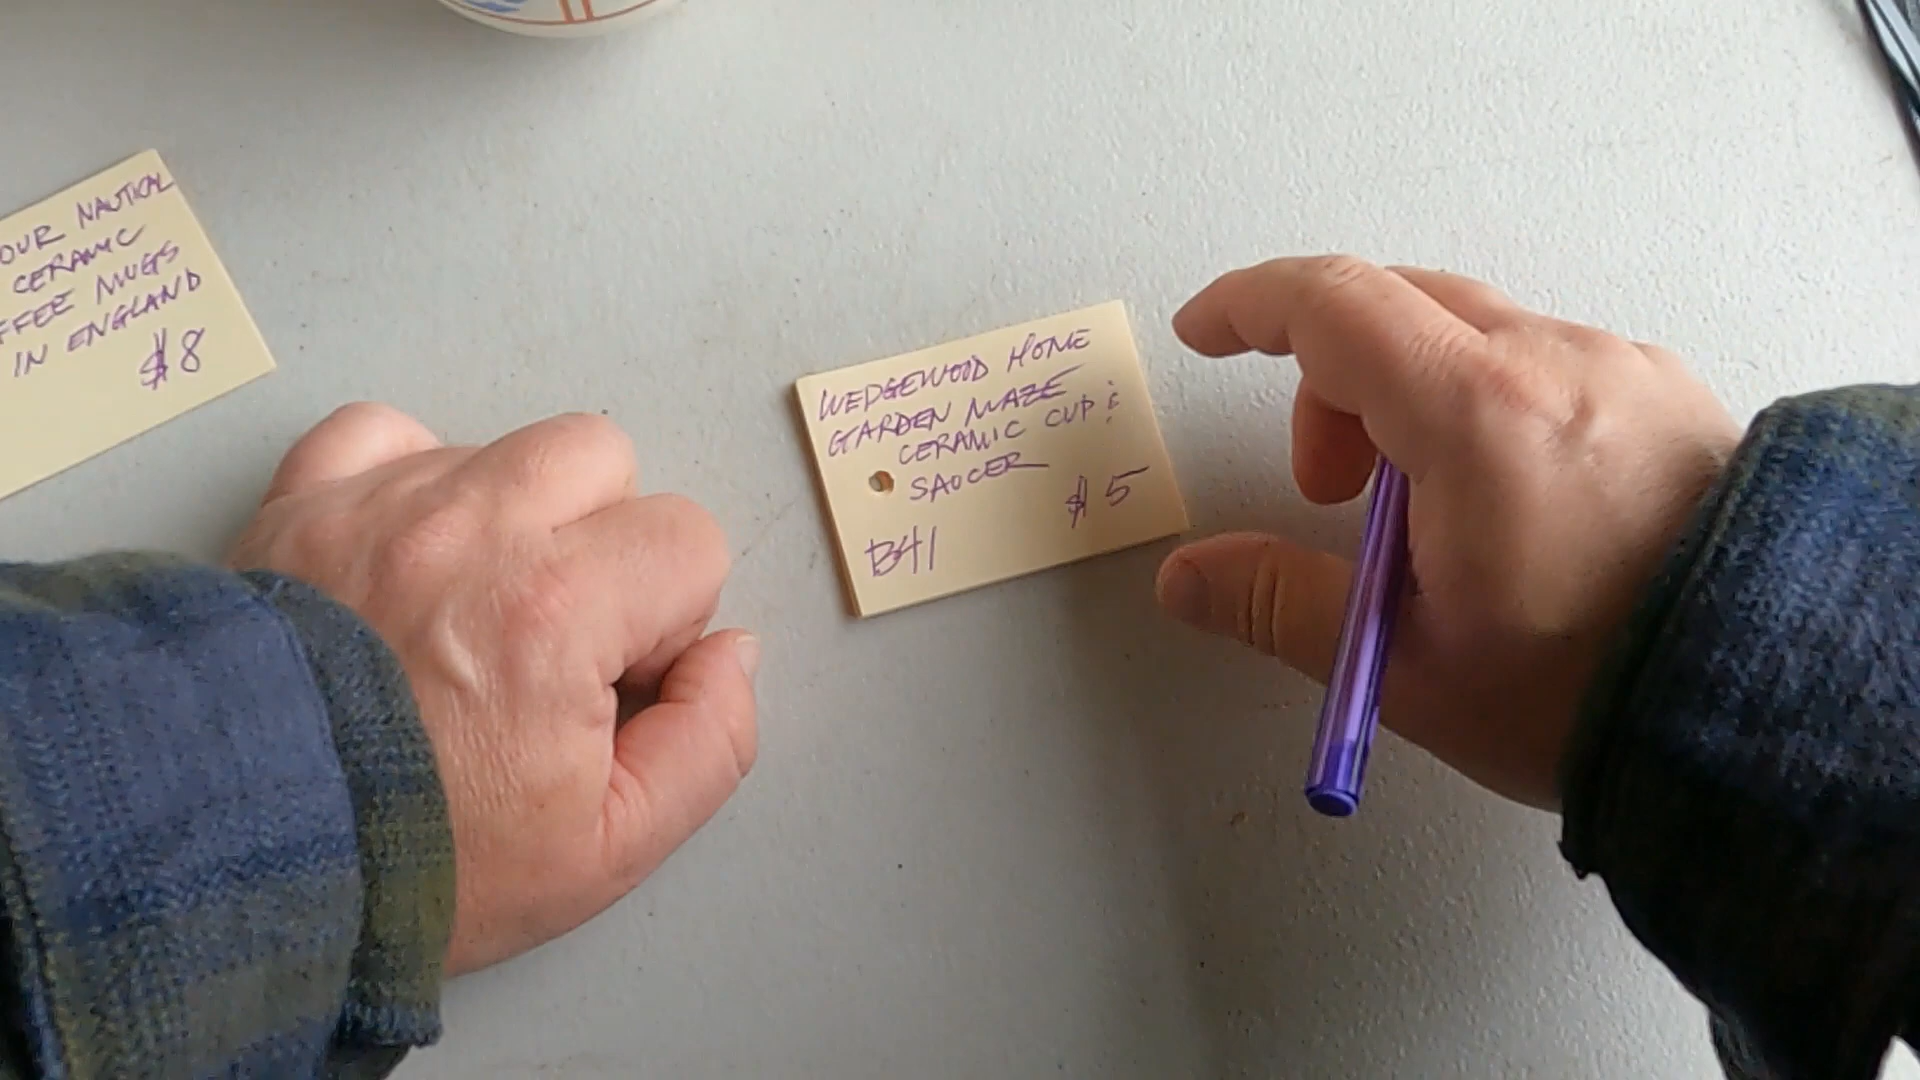 OUR NAUTICAL
CERAMIC
FFEE MUGS
IN ENGLAND
$8
WEDGEWOOD HOME
GARDEN MAZE
CERAMIC CUP &
SAUCER
$5
B41